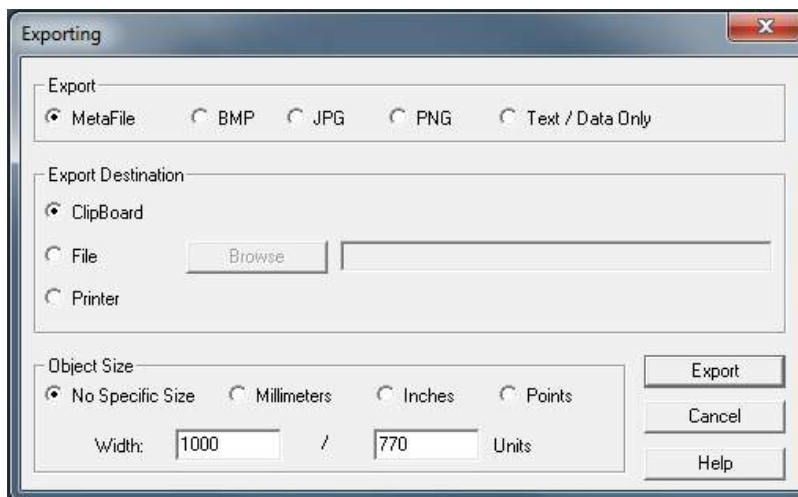 Exporting
Export
MetaFile BMP JPG PNG Text / Data Only
Export Destination
ClipBoard
File Browse
Printer
Object Size
No Specific Size Millimeters Inches Points
Width: 1000 / 770 Units
Export
Cancel
Help